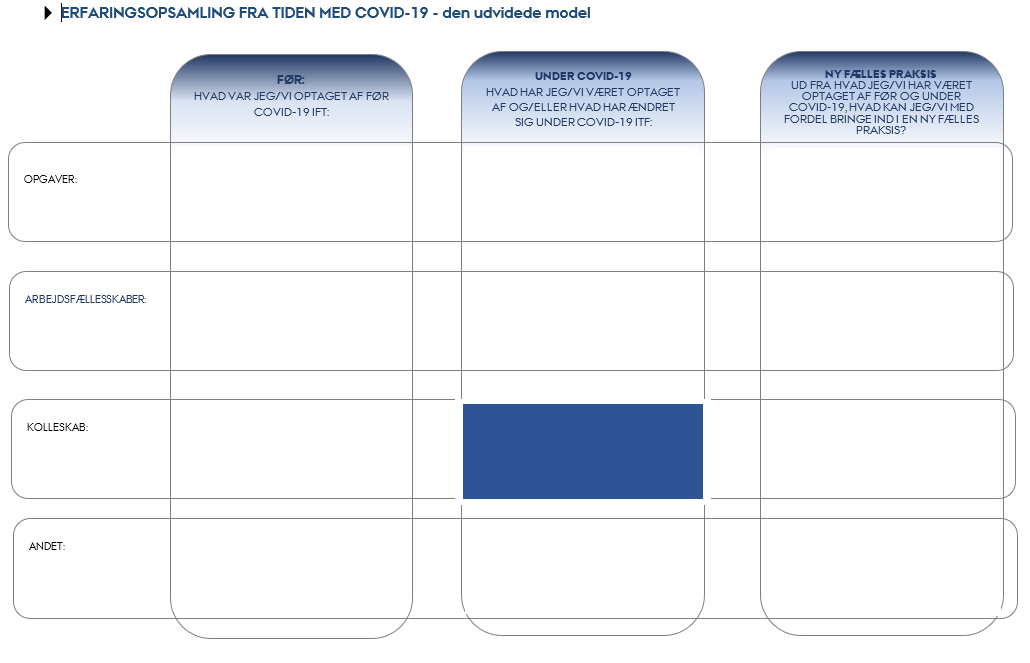 ERFARINGSOPSAMLING FRA TIDEN MED COVID-19 - den udvidede model
FØR:
HVAD VAR JEG/VI OPTAGET AF FØR
COVID-19 IFT:
UNDER COVID-19
HVAD HAR JEG/VI VÆRET OPTAGET
AF OG/ELLER HVAD HAR ÆNDRET
SIG UNDER COVID-19 ITF:
NY FÆLLES PRAKSIS
UD FRA HVAD JEG/VI HAR VÆRET
OPTAGET AF FØR OG UNDER
COVID-19, HVAD KAN JEG/VI MED
FORDEL BRINGE IND I EN NY FÆLLES
PRAKSIS?
OPGAVER:
ARBEJDSFÆLLESSKABER:
KOLLESKAB:
ANDET: